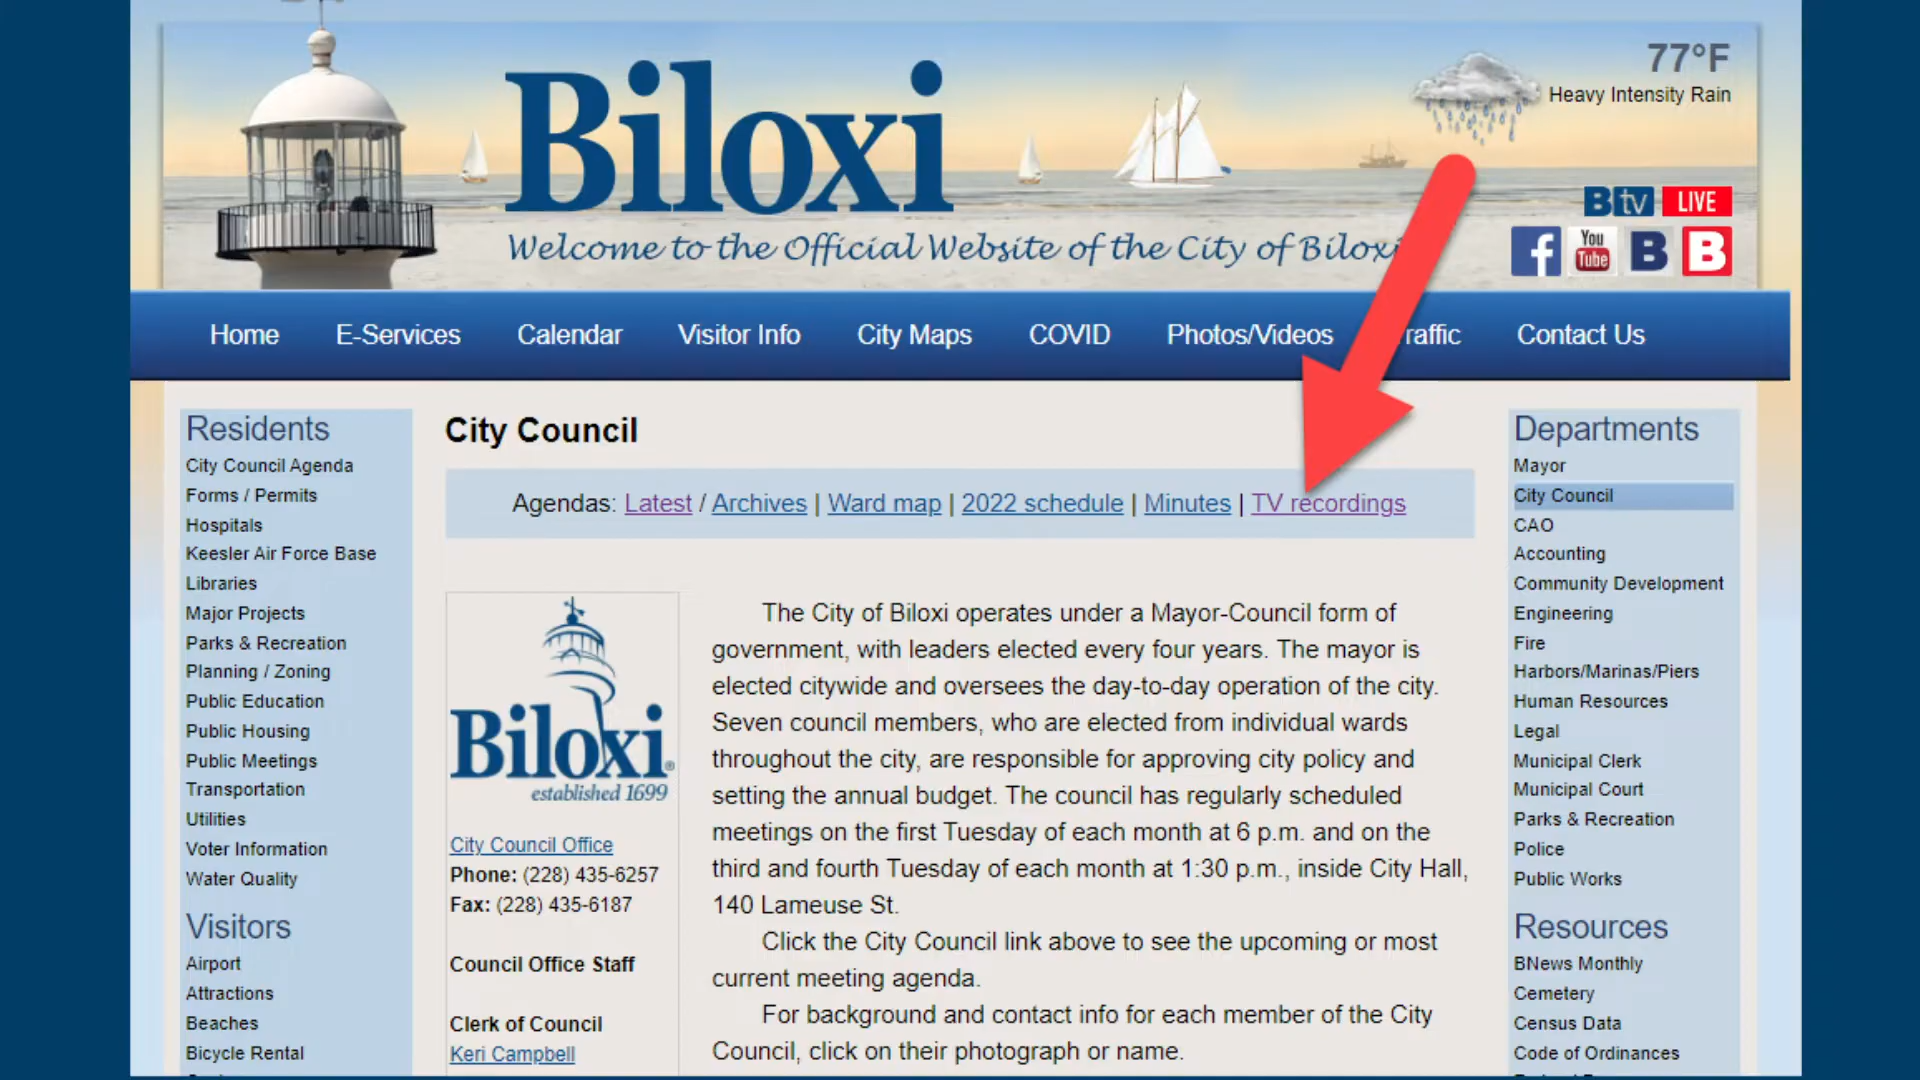 77°F
Heavy Intensity Rain
Biloxi
Welcome to the Official Website of the City of Biloxi
Btv LIVE
f You Tube B B
Home E-Services Calendar Visitor Info City Maps COVID Photos/Videos raffic Contact Us
Residents
City Council Agenda
Forms / Permits
Hospitals
Keesler Air Force Base
Libraries
Major Projects
Parks & Recreation
Planning / Zoning
Public Education
Public Housing
Public Meetings
Transportation
Utilities
Voter Information
Water Quality
Visitors
Airport
Attractions
Beaches
Bicycle Rental
City Council
Agendas: Latest / Archives | Ward map | 2022 schedule | Minutes | TV recordings
Biloxi®
established 1699
City Council Office
Phone: (228) 435-6257
Fax: (228) 435-6187
Council Office Staff
Clerk of Council
Keri Campbell
The City of Biloxi operates under a Mayor-Council form of
government, with leaders elected every four years. The mayor is
elected citywide and oversees the day-to-day operation of the city.
Seven council members, who are elected from individual wards
throughout the city, are responsible for approving city policy and
setting the annual budget. The council has regularly scheduled
meetings on the first Tuesday of each month at 6 p.m. and on the
third and fourth Tuesday of each month at 1:30 p.m., inside City Hall,
140 Lameuse St.
Click the City Council link above to see the upcoming or most
current meeting agenda.
For background and contact info for each member of the City
Council, click on their photograph or name.
Departments
Mayor
City Council
CAO
Accounting
Community Development
Engineering
Fire
Harbors/Marinas/Piers
Human Resources
Legal
Municipal Clerk
Municipal Court
Parks & Recreation
Police
Public Works
Resources
BNews Monthly
Cemetery
Census Data
Code of Ordinances